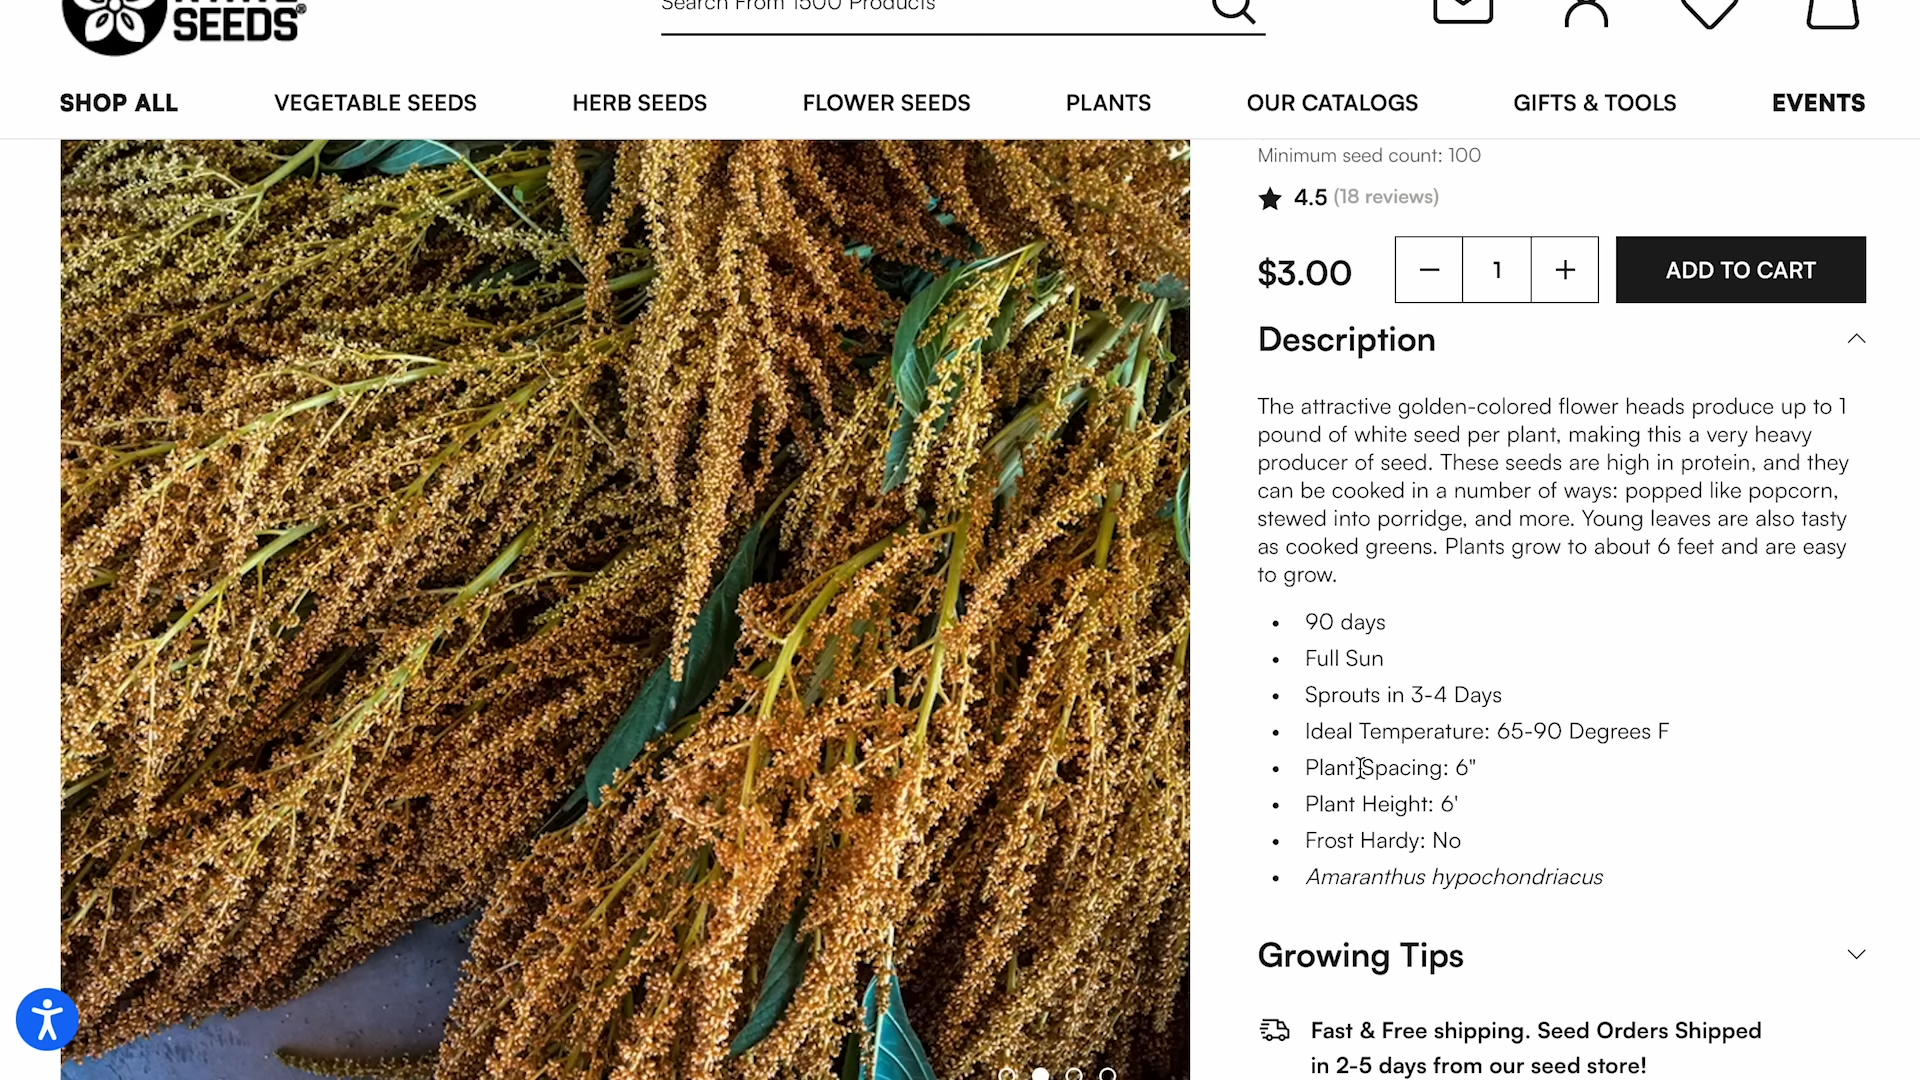 SEEDS®
Search From 1500 Products
SHOP ALL
VEGETABLE SEEDS
HERB SEEDS
FLOWER SEEDS
PLANTS
OUR CATALOGS
GIFTS & TOOLS
EVENTS
Minimum seed count: 100
4.5 (18 reviews)
$3.00
1
ADD TO CART
Description
The attractive golden-colored flower heads produce up to 1
pound of white seed per plant, making this a very heavy
producer of seed. These seeds are high in protein, and they
can be cooked in a number of ways: popped like popcorn,
stewed into porridge, and more. Young leaves are also tasty
as cooked greens. Plants grow to about 6 feet and are easy
to grow.
90 days
Full Sun
Sprouts in 3-4 Days
Ideal Temperature: 65-90 Degrees F
Plant Spacing: 6"
Plant Height: 6'
Frost Hardy: No
Amaranthus hypochondriacus
Growing Tips
Fast & Free shipping. Seed Orders Shipped
in 2-5 days from our seed store!